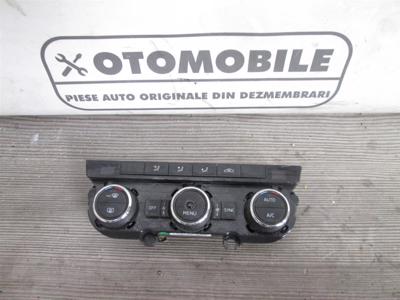 OTOMOBILE
PIESE AUTO ORIGINALE DIN DEZMEMBRARI
OFF
MENU
SYNC
AUTO
A/C